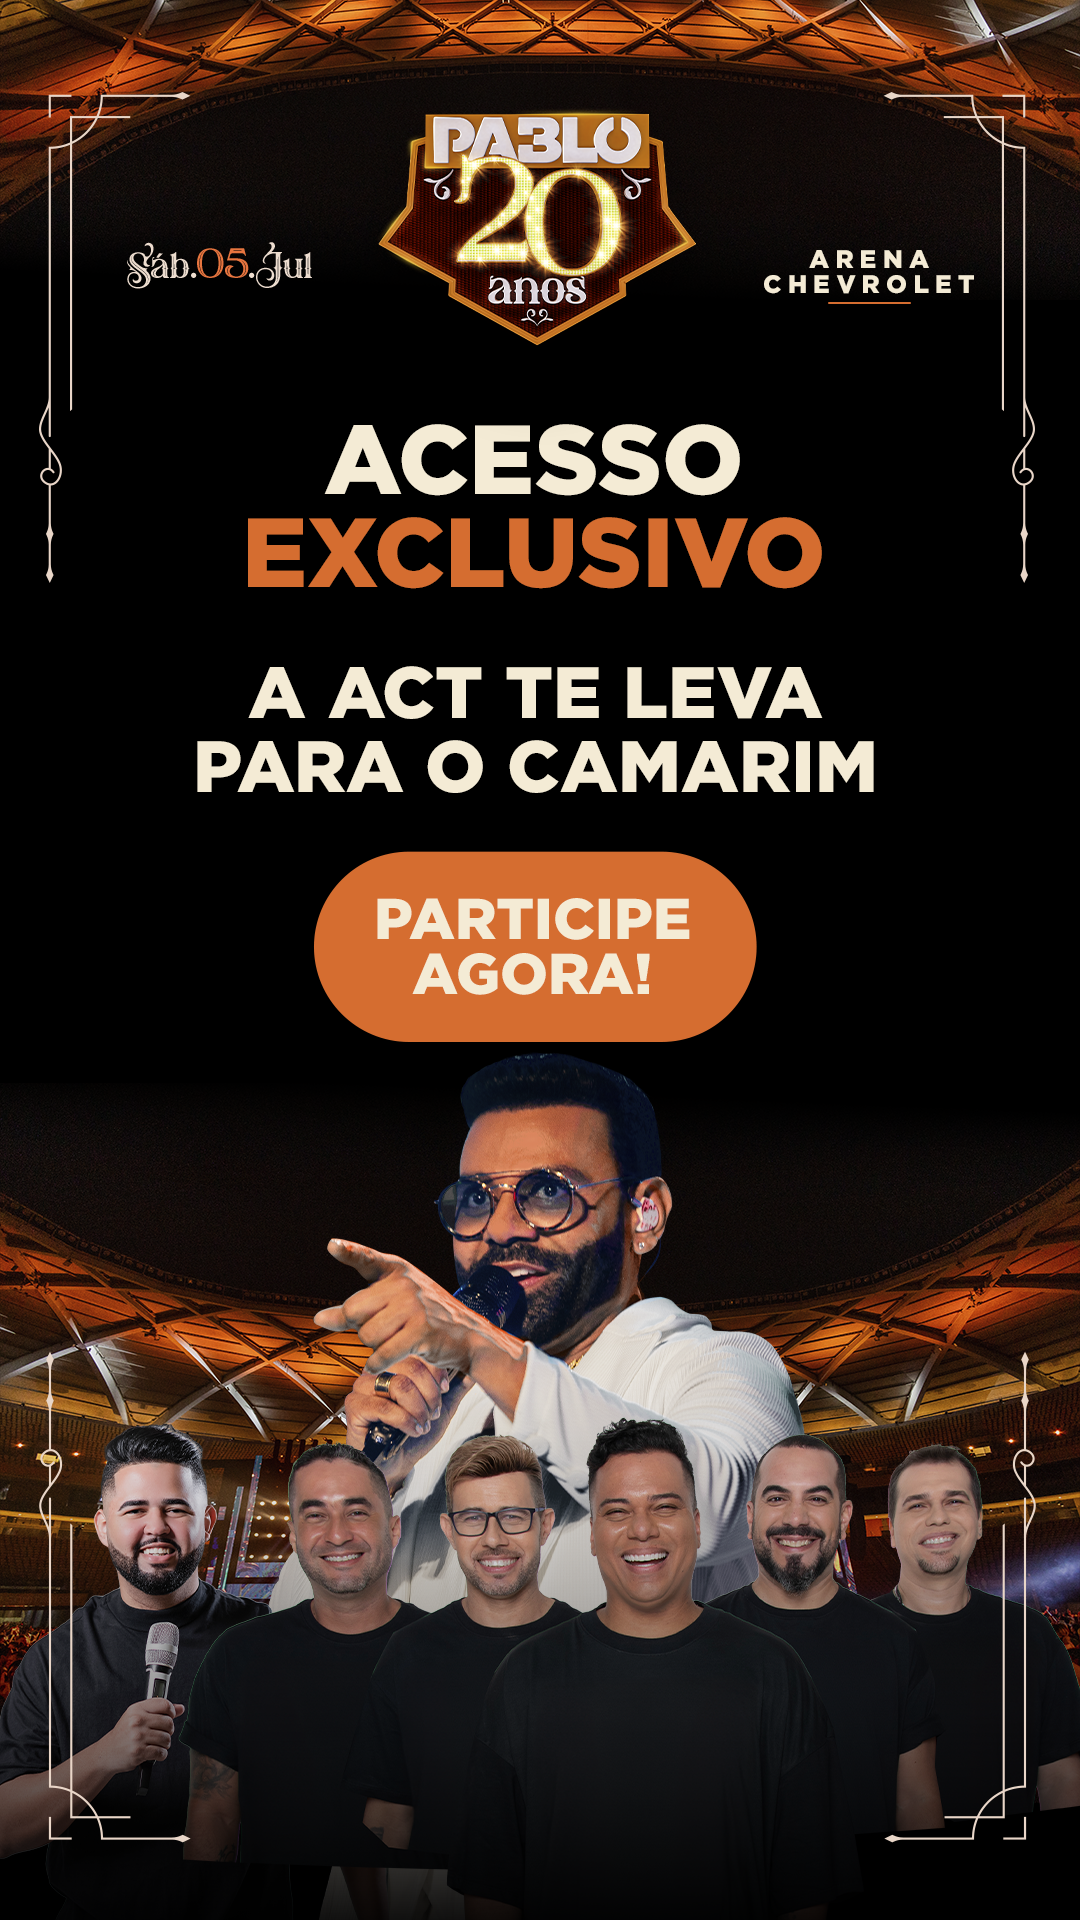 PABLO
20
anos
Sáb.05.Jul
ARENA
CHEVROLET
ACESSO
EXCLUSIVO
A ACT TE LEVA
PARA O CAMARIM
PARTICIPE
AGORA!